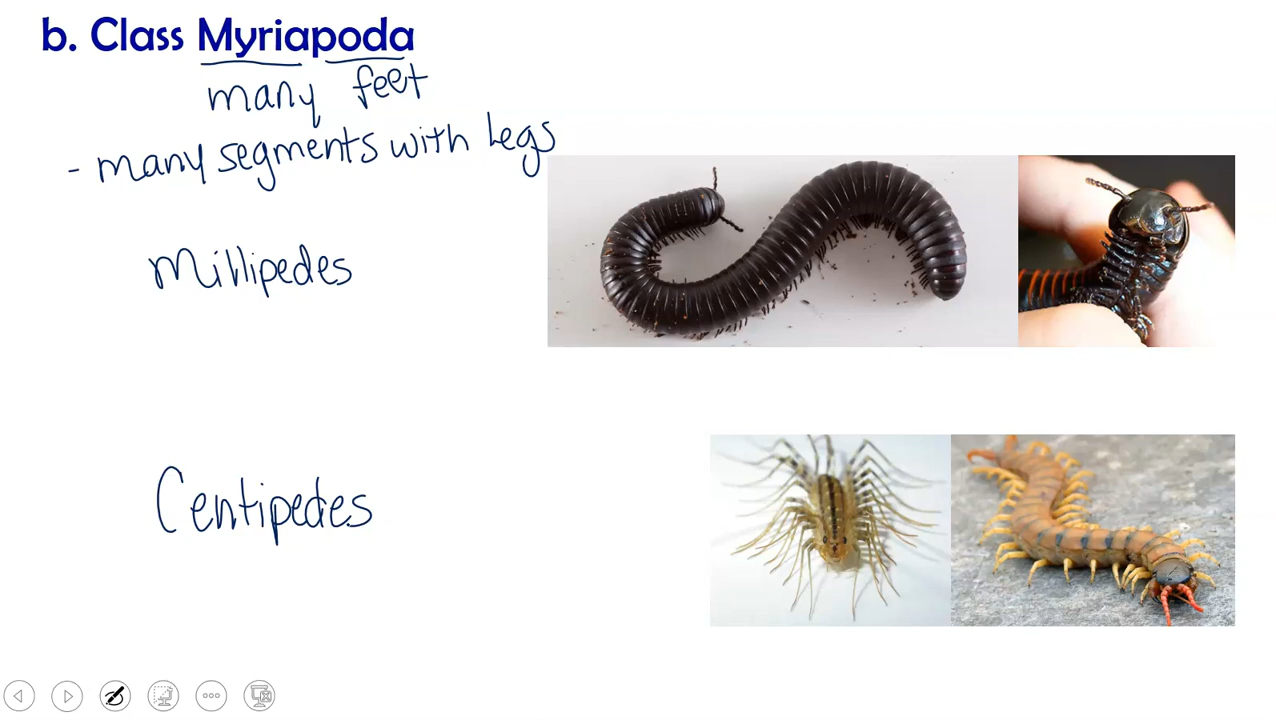 b. Class Myriapoda
many feet
- many segments with legs
Millipedes
Centipedes